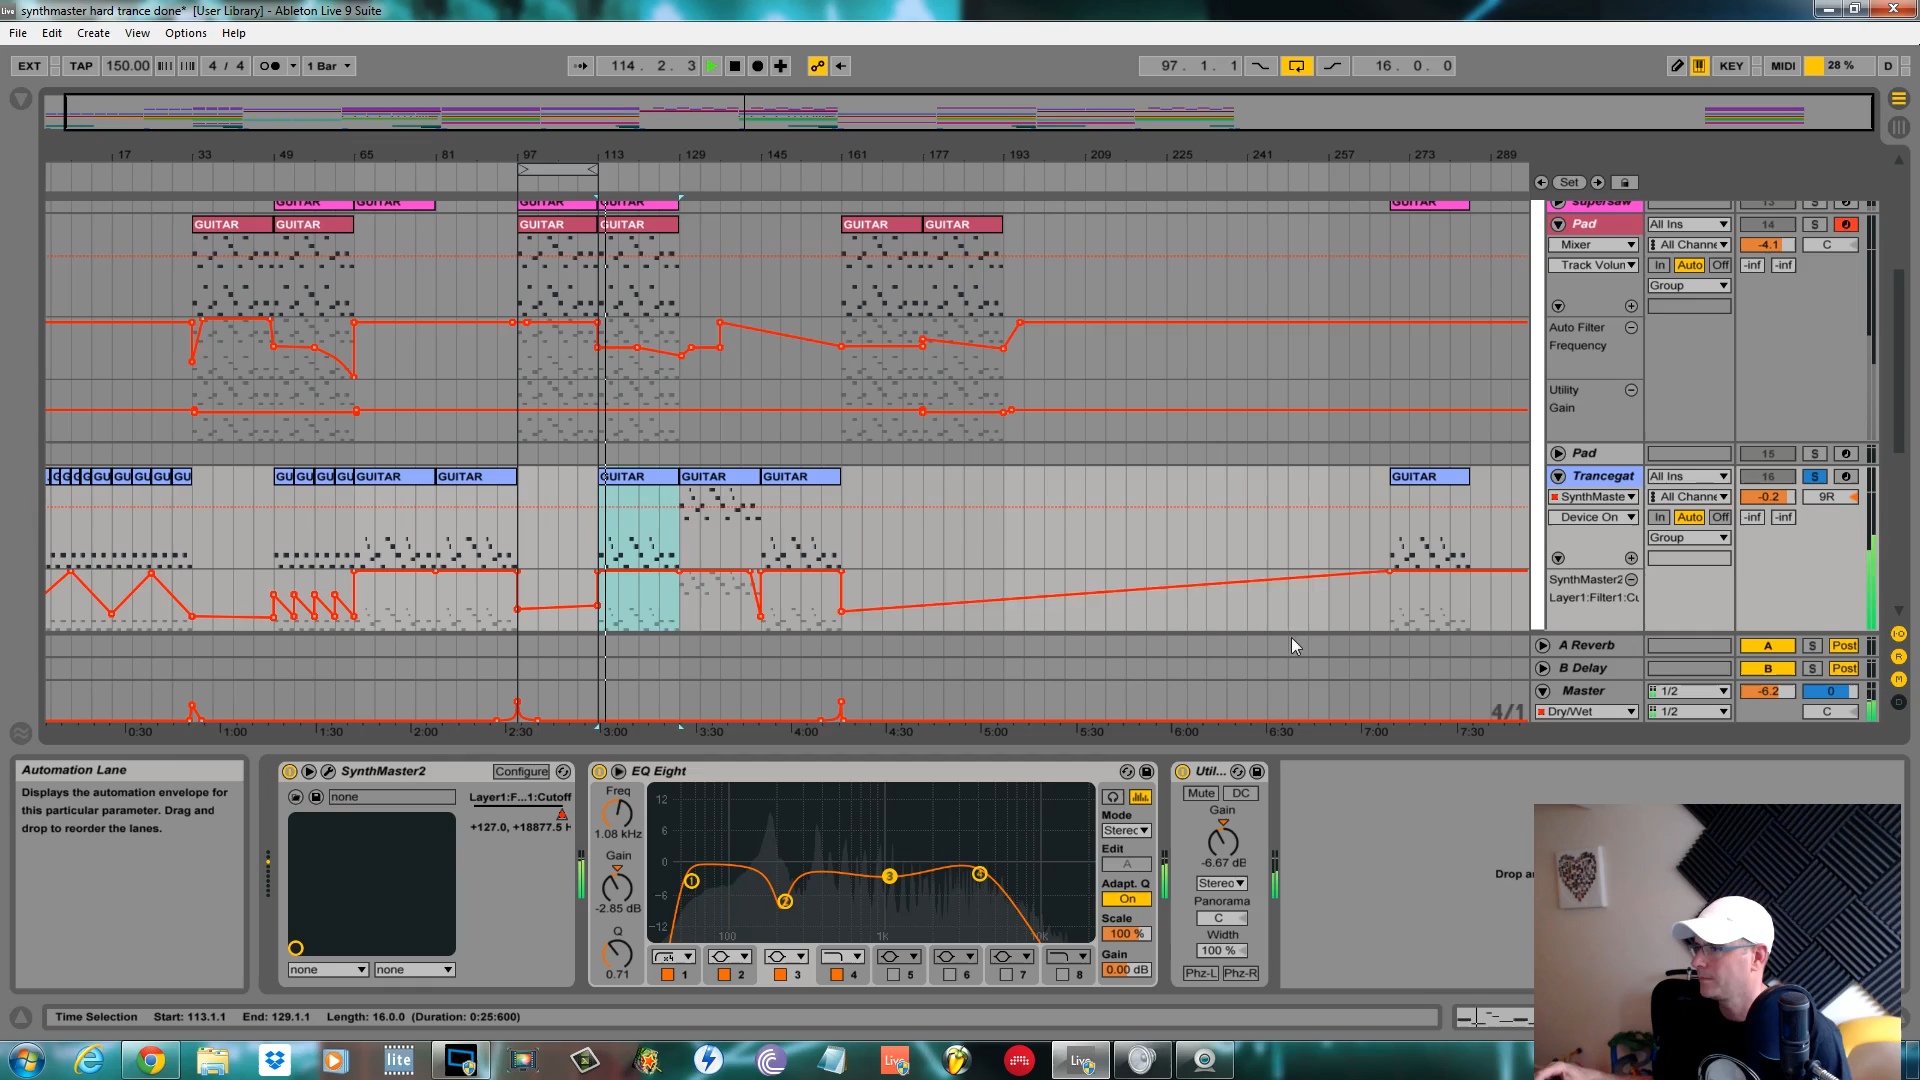 synthmaster hard trance done* [User Library] - Ableton Live 9 Suite
File Edit Create View Options Help
EXT TAP 150.00 4 / 4 1 Bar 114. 2. 3 97. 1. 1 16. 0. 0 KEY MIDI 28 % D
17 33 49 65 81 97 113 129 145 161 177 193 209 225 241 257 273 289
Set
GUITAR GUITAR GUITAR GUITAR GUITAR supersaw 13 S
GUITAR GUITAR GUITAR GUITAR GUITAR GUITAR Pad All Ins 14 S
Mixer All Channe -4.1 C
Track Volun In Auto Off -inf -inf
Group
Auto Filter
Frequency
Utility
Gain
Pad 15 S
GU GU GU GU GU GU GU GU GUITAR GUITAR GUITAR GUITAR GUITAR GUITAR Trancegat All Ins 16 S
SynthMaste All Channe -0.2 9R
Device On In Auto Off -inf -inf
Group
SynthMaster2
Layer1:Filter1:Cu
A Reverb A S Post
B Delay B S Post
Master 1/2 -6.2 0
4/1 Dry/Wet 1/2 C
0:30 1:00 1:30 2:00 2:30 3:00 3:30 4:00 4:30 5:00 5:30 6:00 6:30 7:00 7:30
Automation Lane
Displays the automation envelope for
this particular parameter. Drag and
drop to reorder the lanes.
SynthMaster2 Configure
none Layer1:F...1:Cutoff
+127.0, +18877.5 H
none none
EQ Eight
Freq
1.08 kHz
Gain
-2.85 dB
Q
0.71
12
6
0
-6
-12
100 1k 10k
1 2 3 4
x4
1 2 3 4 5 6 7 8
Mode
Stereo
Edit
A
Adapt. Q
On
Scale
100 %
Gain
0.00 dB
Util...
Mute DC
Gain
-6.67 dB
Stereo
Panorama
C
Width
100 %
Phz-L Phz-R
Drop
Time Selection Start: 113.1.1 End: 129.1.1 Length: 16.0.0 (Duration: 0:25:600)
lite Live Live